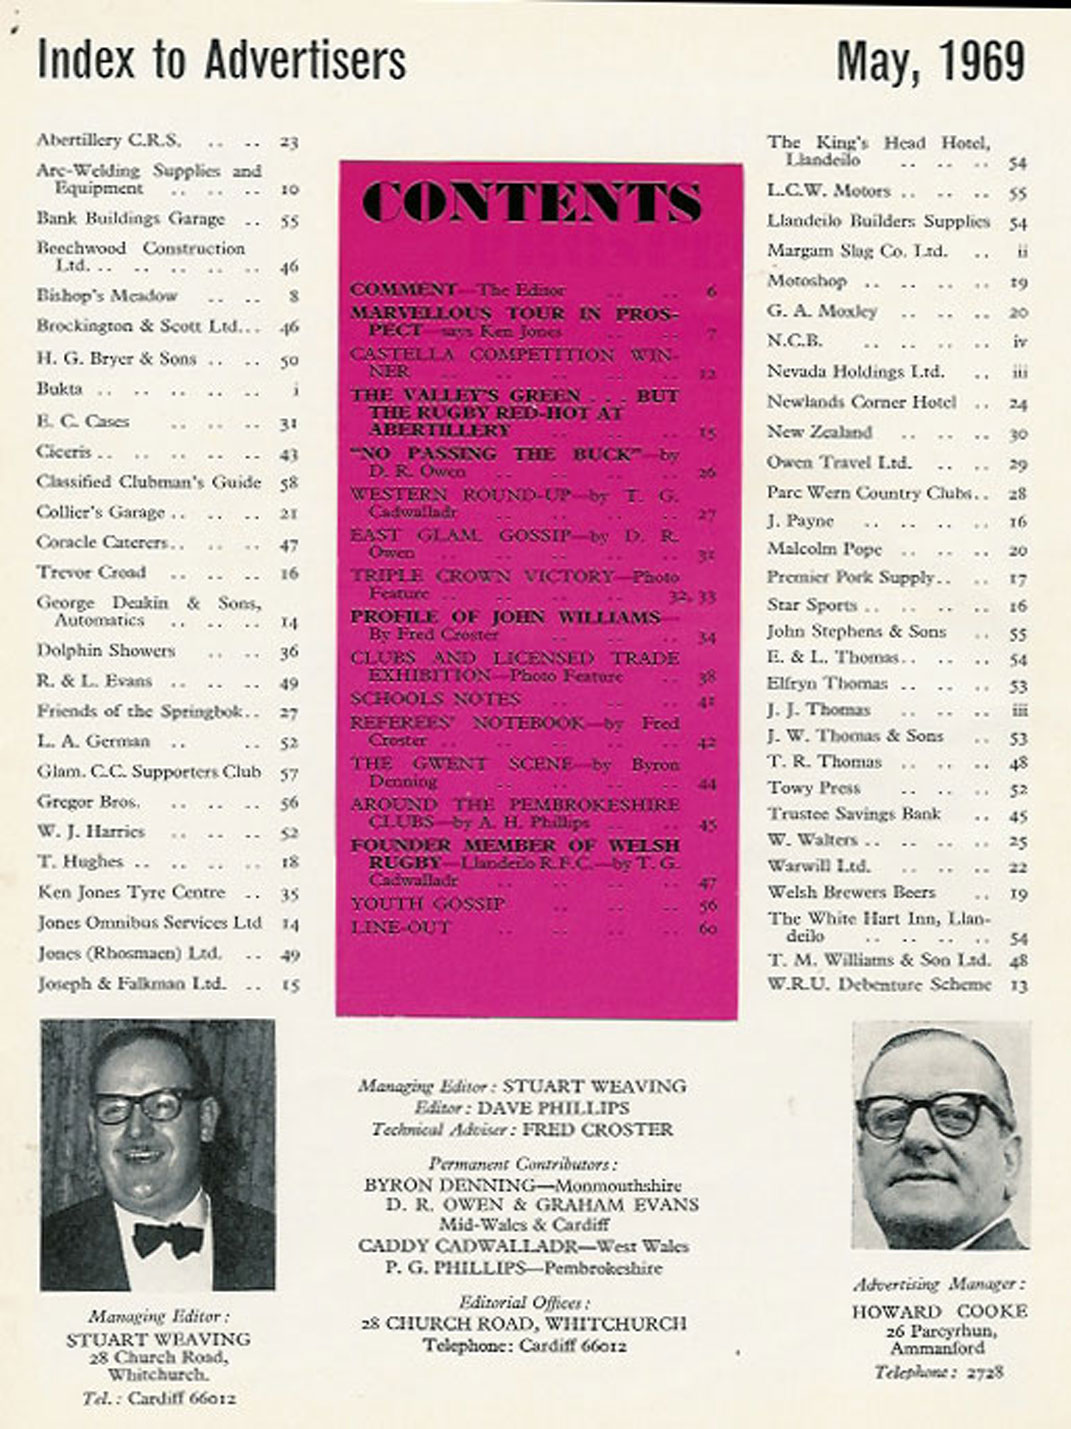 Index to Advertisers
May, 1969
Abertillery C.R.S. .. .. 23
Arc-Welding Supplies and
Equipment .. .. .. 10
Bank Buildings Garage .. 55
Beechwood Construction
Ltd. .. .. .. .. .. .. 46
Bishop's Meadow .. .. 8
Brockington & Scott Ltd... 46
H. G. Bryer & Sons .. .. 50
Bukta .. .. .. .. .. i
E. C. Cases .. .. .. 31
Ciceris .. .. .. .. .. 43
Classified Clubman's Guide 58
Collier's Garage .. .. .. 21
Coracle Caterers.. .. .. 47
Trevor Croad .. .. .. 16
George Deakin & Sons,
Automatics .. .. .. 14
Dolphin Showers .. .. 36
R. & L. Evans .. .. .. 49
Friends of the Springbok.. 27
L. A. German .. .. 52
Glam. C.C. Supporters Club 57
Gregor Bros. .. .. .. 56
W. J. Harries .. .. .. 52
T. Hughes .. .. .. .. 18
Ken Jones Tyre Centre .. 35
Jones Omnibus Services Ltd 14
Jones (Rhosmaen) Ltd. .. 49
Joseph & Falkman Ltd. .. 15
CONTENTS
COMMENT—The Editor .. .. 6
MARVELLOUS TOUR IN PROS-
PECT—says Ken Jones .. .. 7
CASTELLA COMPETITION WIN-
NER .. .. .. .. .. 12
THE VALLEY'S GREEN . . . BUT
THE RUGBY RED-HOT AT
ABERTILLERY .. .. .. 15
"NO PASSING THE BUCK"—by
D. R. Owen .. .. .. .. 26
WESTERN ROUND-UP—by T. G.
Cadwalladr .. .. .. .. 27
EAST GLAM. GOSSIP—by D. R.
Owen .. .. .. .. .. 31
TRIPLE CROWN VICTORY—Photo
Feature .. .. .. .. 32, 33
PROFILE OF JOHN WILLIAMS—
By Fred Croster .. .. .. 34
CLUBS AND LICENSED TRADE
EXHIBITION—Photo Feature .. 38
SCHOOLS NOTES .. .. .. 41
REFEREES' NOTEBOOK—by Fred
Croster .. .. .. .. .. 42
THE GWENT SCENE—by Byron
Denning .. .. .. .. 44
AROUND THE PEMBROKESHIRE
CLUBS—by A. H. Phillips .. .. 45
FOUNDER MEMBER OF WELSH
RUGBY—Llandeilo R.F.C.—by T. G.
Cadwalladr .. .. .. .. 47
YOUTH GOSSIP .. .. .. 56
LINE-OUT .. .. .. .. 60
The King's Head Hotel,
Llandeilo .. .. .. 54
L.C.W. Motors .. .. .. 55
Llandeilo Builders Supplies 54
Margam Slag Co. Ltd. .. ii
Motoshop .. .. .. .. 19
G. A. Moxley .. .. .. 20
N.C.B. .. .. .. .. iv
Nevada Holdings Ltd. .. iii
Newlands Corner Hotel .. 24
New Zealand .. .. .. 30
Owen Travel Ltd. .. .. 29
Parc Wern Country Clubs.. 28
J. Payne .. .. .. .. 16
Malcolm Pope .. .. .. 20
Premier Pork Supply.. .. 17
Star Sports .. .. .. .. 16
John Stephens & Sons .. 55
E. & L. Thomas.. .. .. 54
Elfryn Thomas .. .. .. 53
J. J. Thomas .. .. .. iii
J. W. Thomas & Sons .. 53
T. R. Thomas .. .. .. 48
Towy Press .. .. .. 52
Trustee Savings Bank .. 45
W. Walters .. .. .. .. 25
Warwill Ltd. .. .. .. 22
Welsh Brewers Beers .. 19
The White Hart Inn, Llan-
deilo .. .. .. .. 54
T. M. Williams & Son Ltd. 48
W.R.U. Debenture Scheme 13
Managing Editor:
STUART WEAVING
28 Church Road,
Whitchurch.
Tel.: Cardiff 66012
Managing Editor: STUART WEAVING
Editor: DAVE PHILLIPS
Technical Adviser: FRED CROSTER
Permanent Contributors:
BYRON DENNING—Monmouthshire
D. R. OWEN & GRAHAM EVANS
Mid-Wales & Cardiff
CADDY CADWALLADR—West Wales
P. G. PHILLIPS—Pembrokeshire
Editorial Offices:
28 CHURCH ROAD, WHITCHURCH
Telephone: Cardiff 66012
Advertising Manager:
HOWARD COOKE
26 Parcyrhun,
Ammanford
Telephone: 2728